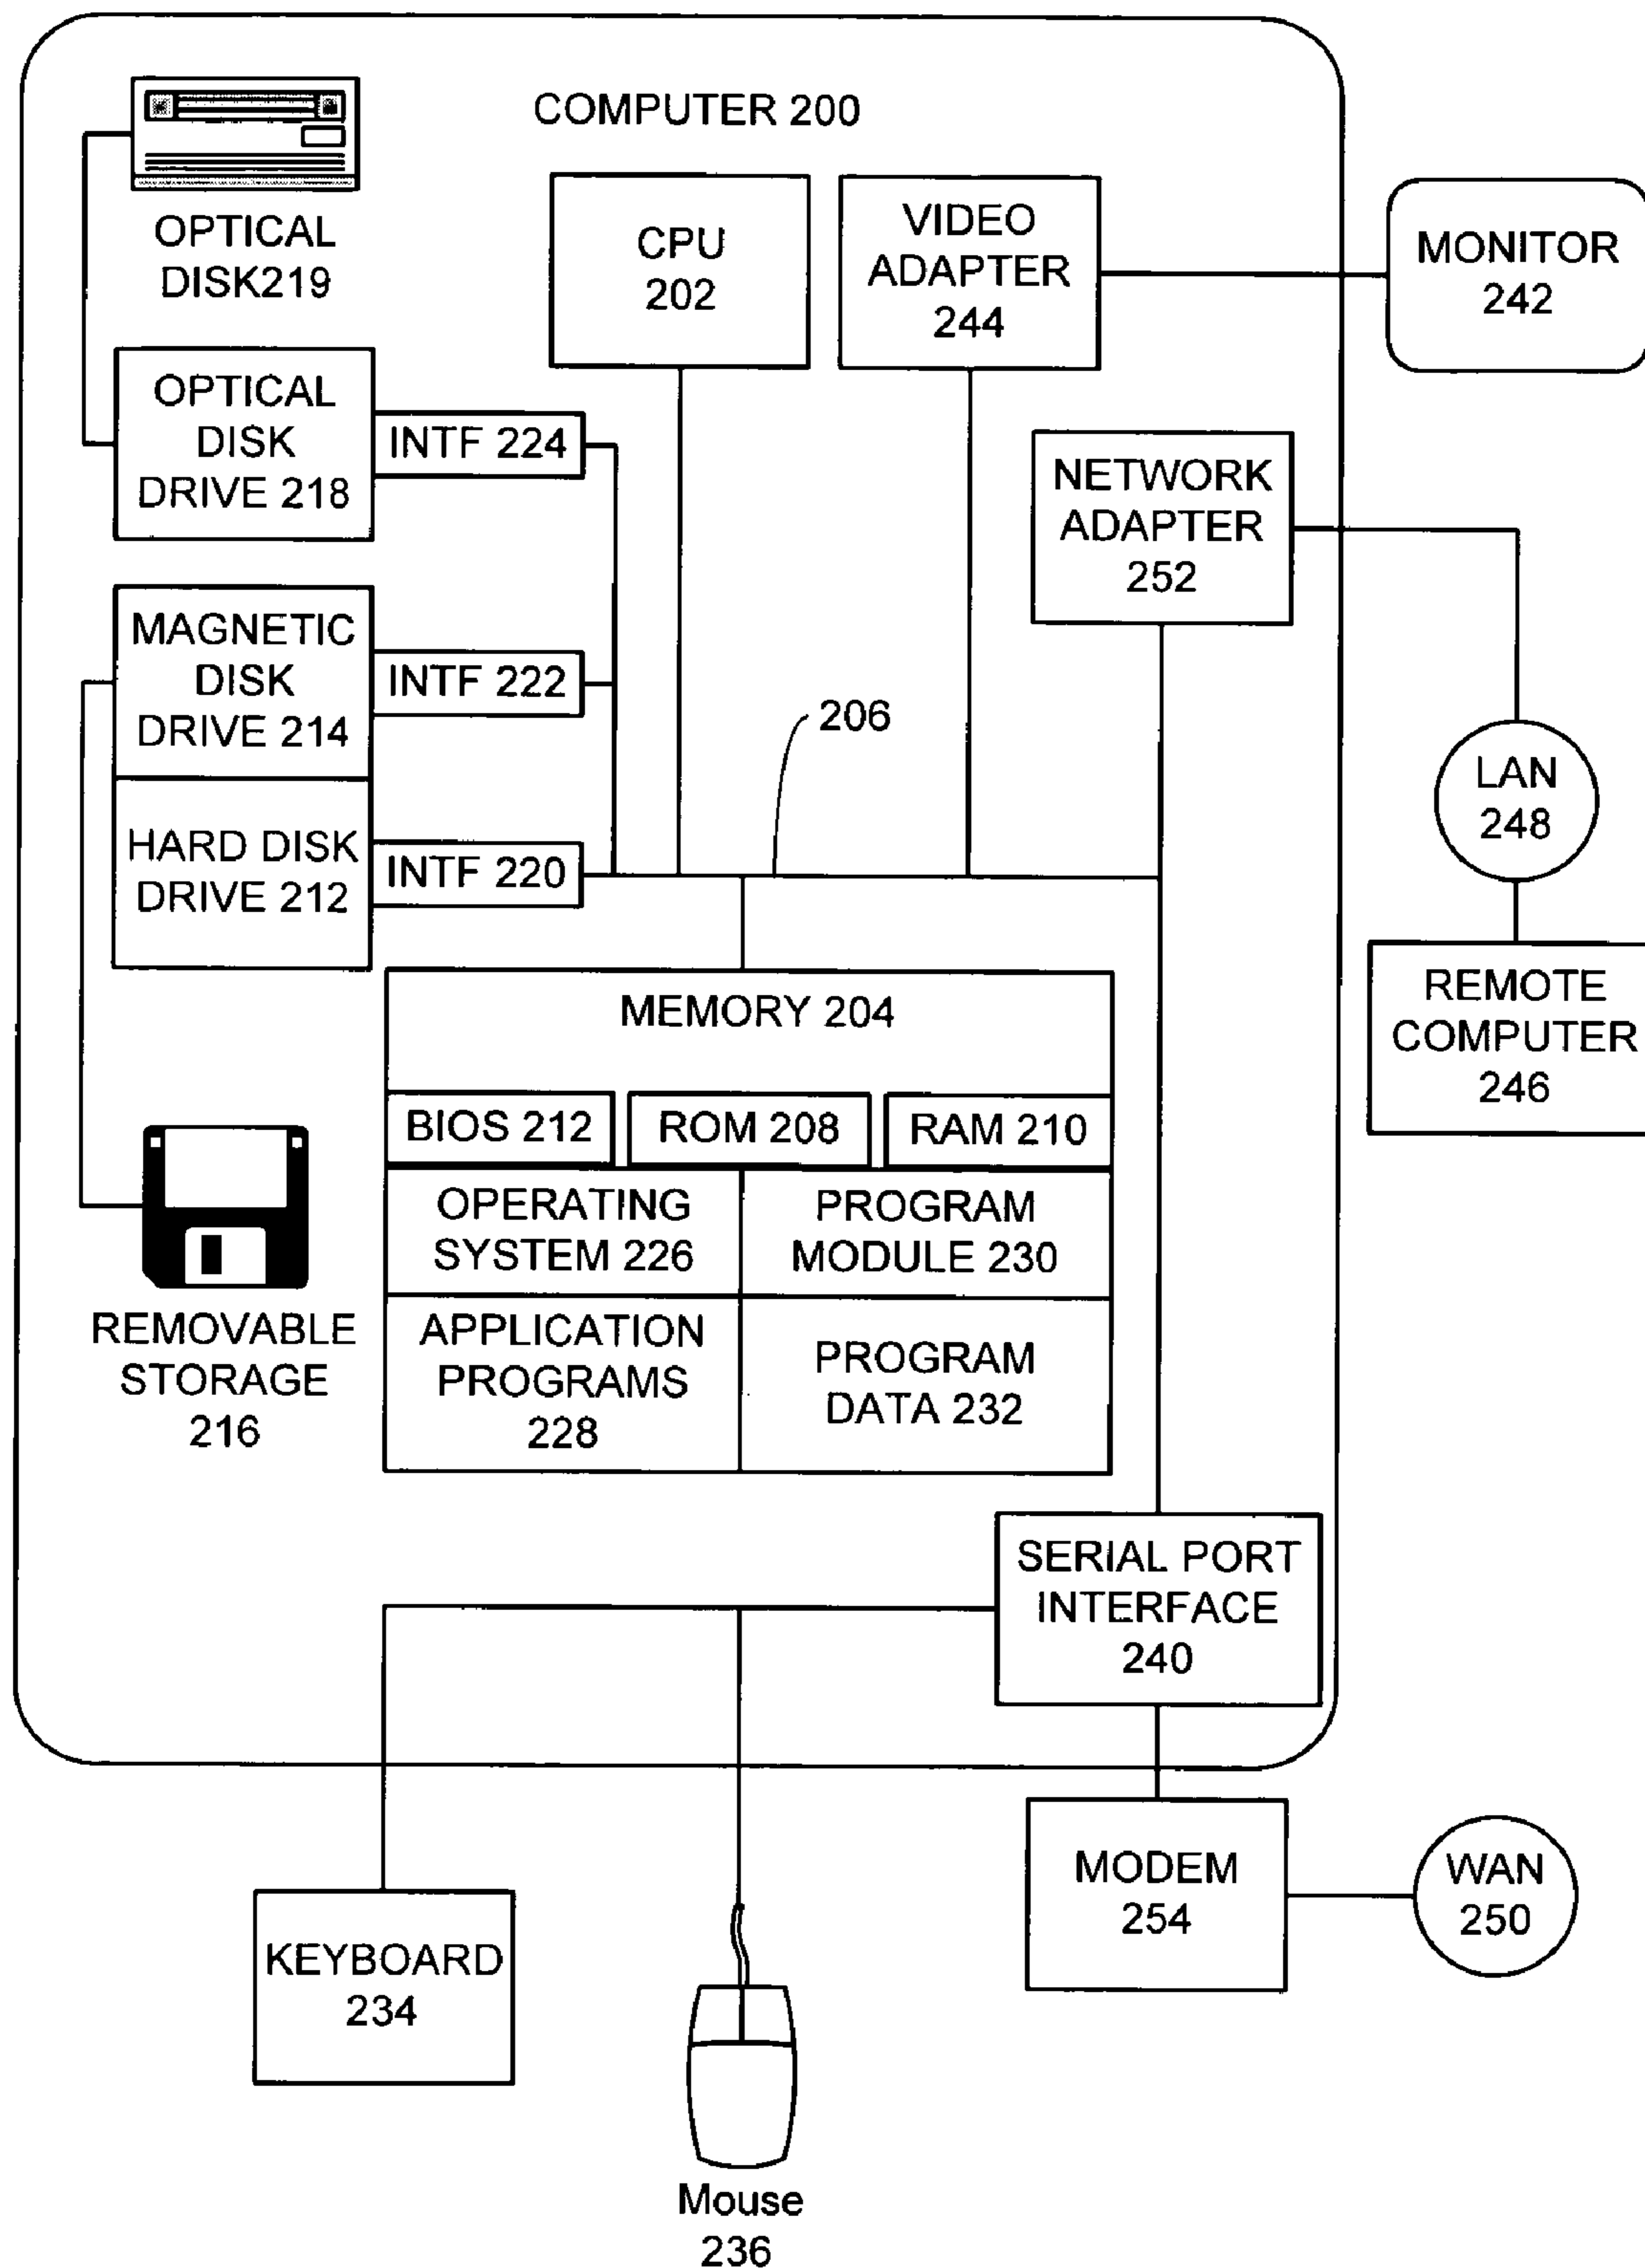 COMPUTER 200
OPTICAL
DISK219
CPU
202
VIDEO
ADAPTER
244
MONITOR
242
OPTICAL
DISK
DRIVE 218
INTF 224
NETWORK
ADAPTER
252
MAGNETIC
DISK
DRIVE 214
INTF 222
206
LAN
248
HARD DISK
DRIVE 212
INTF 220
REMOTE
COMPUTER
246
MEMORY 204
BIOS 212
ROM 208
RAM 210
OPERATING
SYSTEM 226
PROGRAM
MODULE 230
APPLICATION
PROGRAMS
228
PROGRAM
DATA 232
REMOVABLE
STORAGE
216
SERIAL PORT
INTERFACE
240
MODEM
254
WAN
250
KEYBOARD
234
Mouse
236